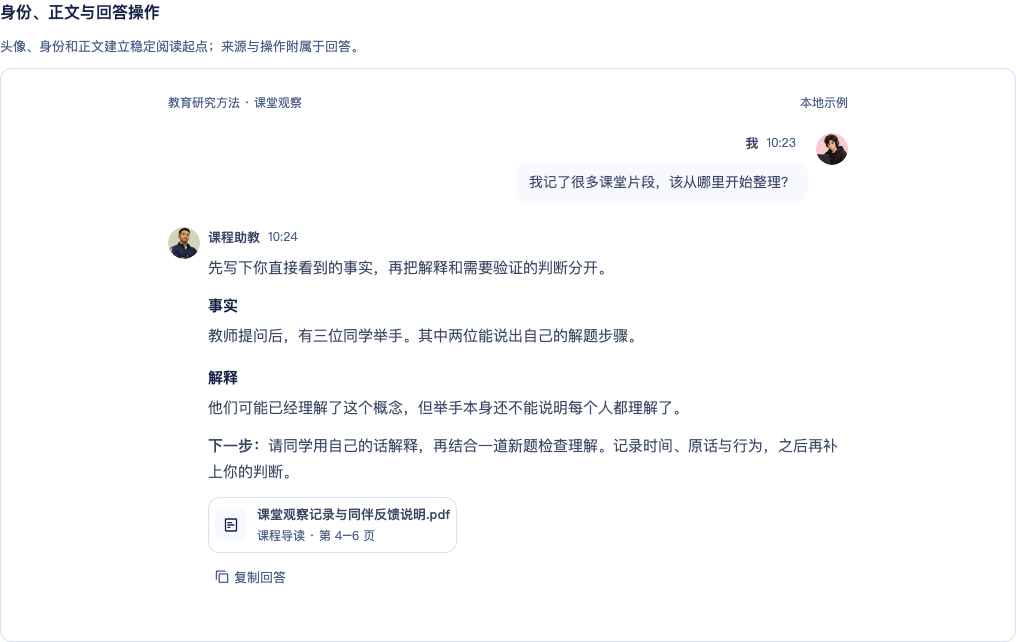 身份、正文与回答操作
头像、身份和正文建立稳定阅读起点；来源与操作附属于回答。
教育研究方法 · 课堂观察
本地示例
我 10:23
我记了很多课堂片段，该从哪里开始整理？
课程助教 10:24
先写下你直接看到的事实，再把解释和需要验证的判断分开。
事实
教师提问后，有三位同学举手。其中两位能说出自己的解题步骤。
解释
他们可能已经理解了这个概念，但举手本身还不能说明每个人都理解了。
下一步：请同学用自己的话解释，再结合一道新题检查理解。记录时间、原话与行为，之后再补
上你的判断。
课堂观察记录与同伴反馈说明.pdf
课程导读 · 第 4–6 页
复制回答